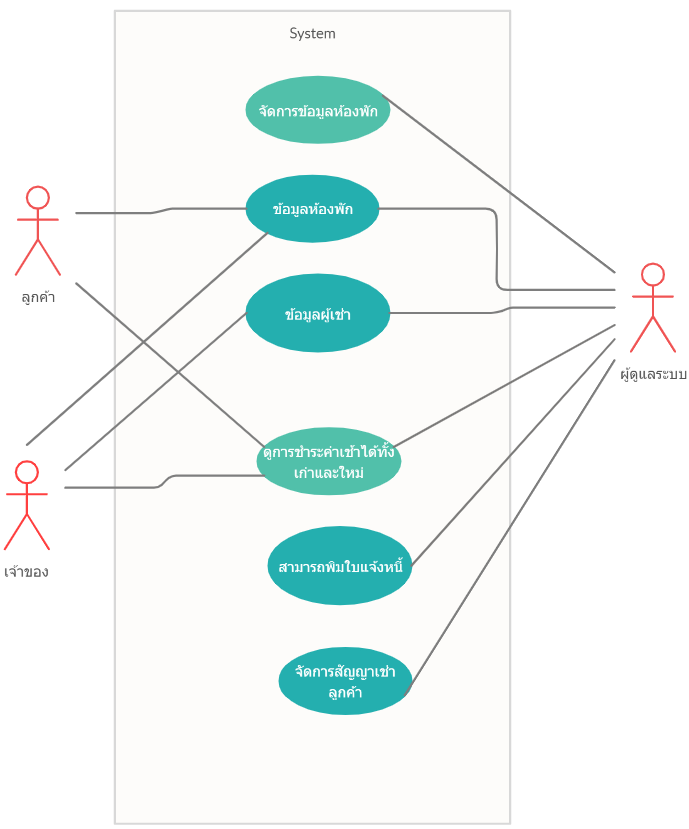 System
จัดการข้อมูลห้องพัก
ข้อมูลห้องพัก
ลูกค้า
ข้อมูลผู้เช่า
ผู้ดูแลระบบ
ดูการชำระค่าเช้าได้ทั้ง
เก่าและใหม่
เจ้าของ
สามารถพิมใบแจ้งหนี้
จัดการสัญญาเช่า
ลูกค้า